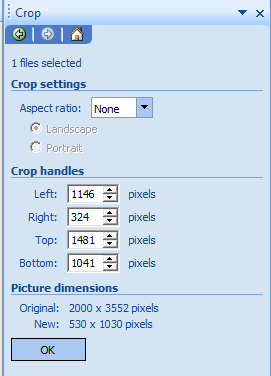 Crop
1 files selected
Crop settings
Aspect ratio: None
Landscape
Portrait
Crop handles
Left: 1146 pixels
Right: 324 pixels
Top: 1481 pixels
Bottom: 1041 pixels
Picture dimensions
Original: 2000 x 3552 pixels
New: 530 x 1030 pixels
OK